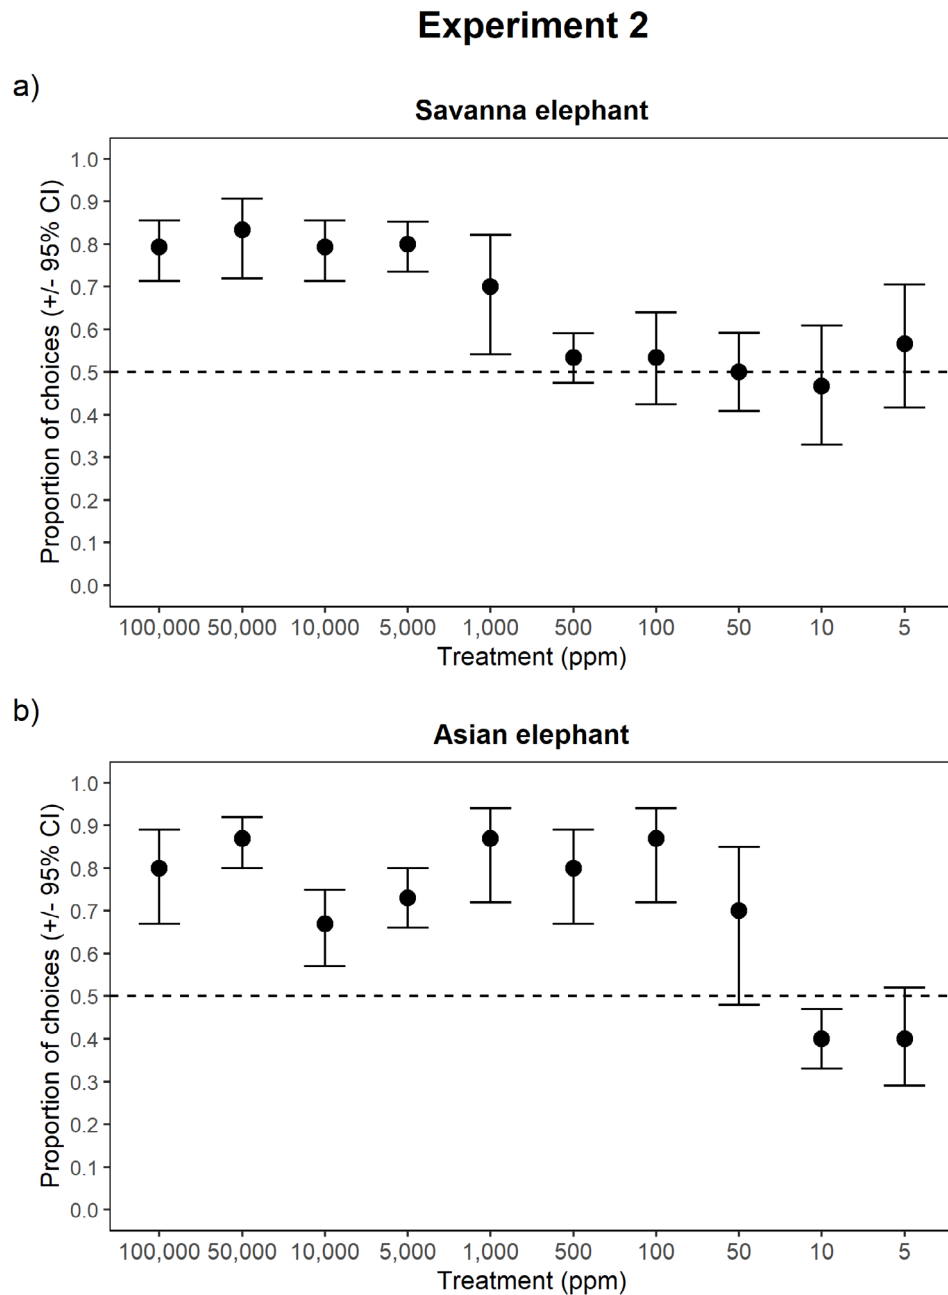 Experiment 2
a)
Savanna elephant
Proportion of choices (+/- 95% CI)
1.0
0.9
0.8
0.7
0.6
0.5
0.4
0.3
0.2
0.1
0.0
100,000 50,000 10,000 5,000 1,000 500 100 50 10 5
Treatment (ppm)
b)
Asian elephant
Proportion of choices (+/- 95% CI)
1.0
0.9
0.8
0.7
0.6
0.5
0.4
0.3
0.2
0.1
0.0
100,000 50,000 10,000 5,000 1,000 500 100 50 10 5
Treatment (ppm)